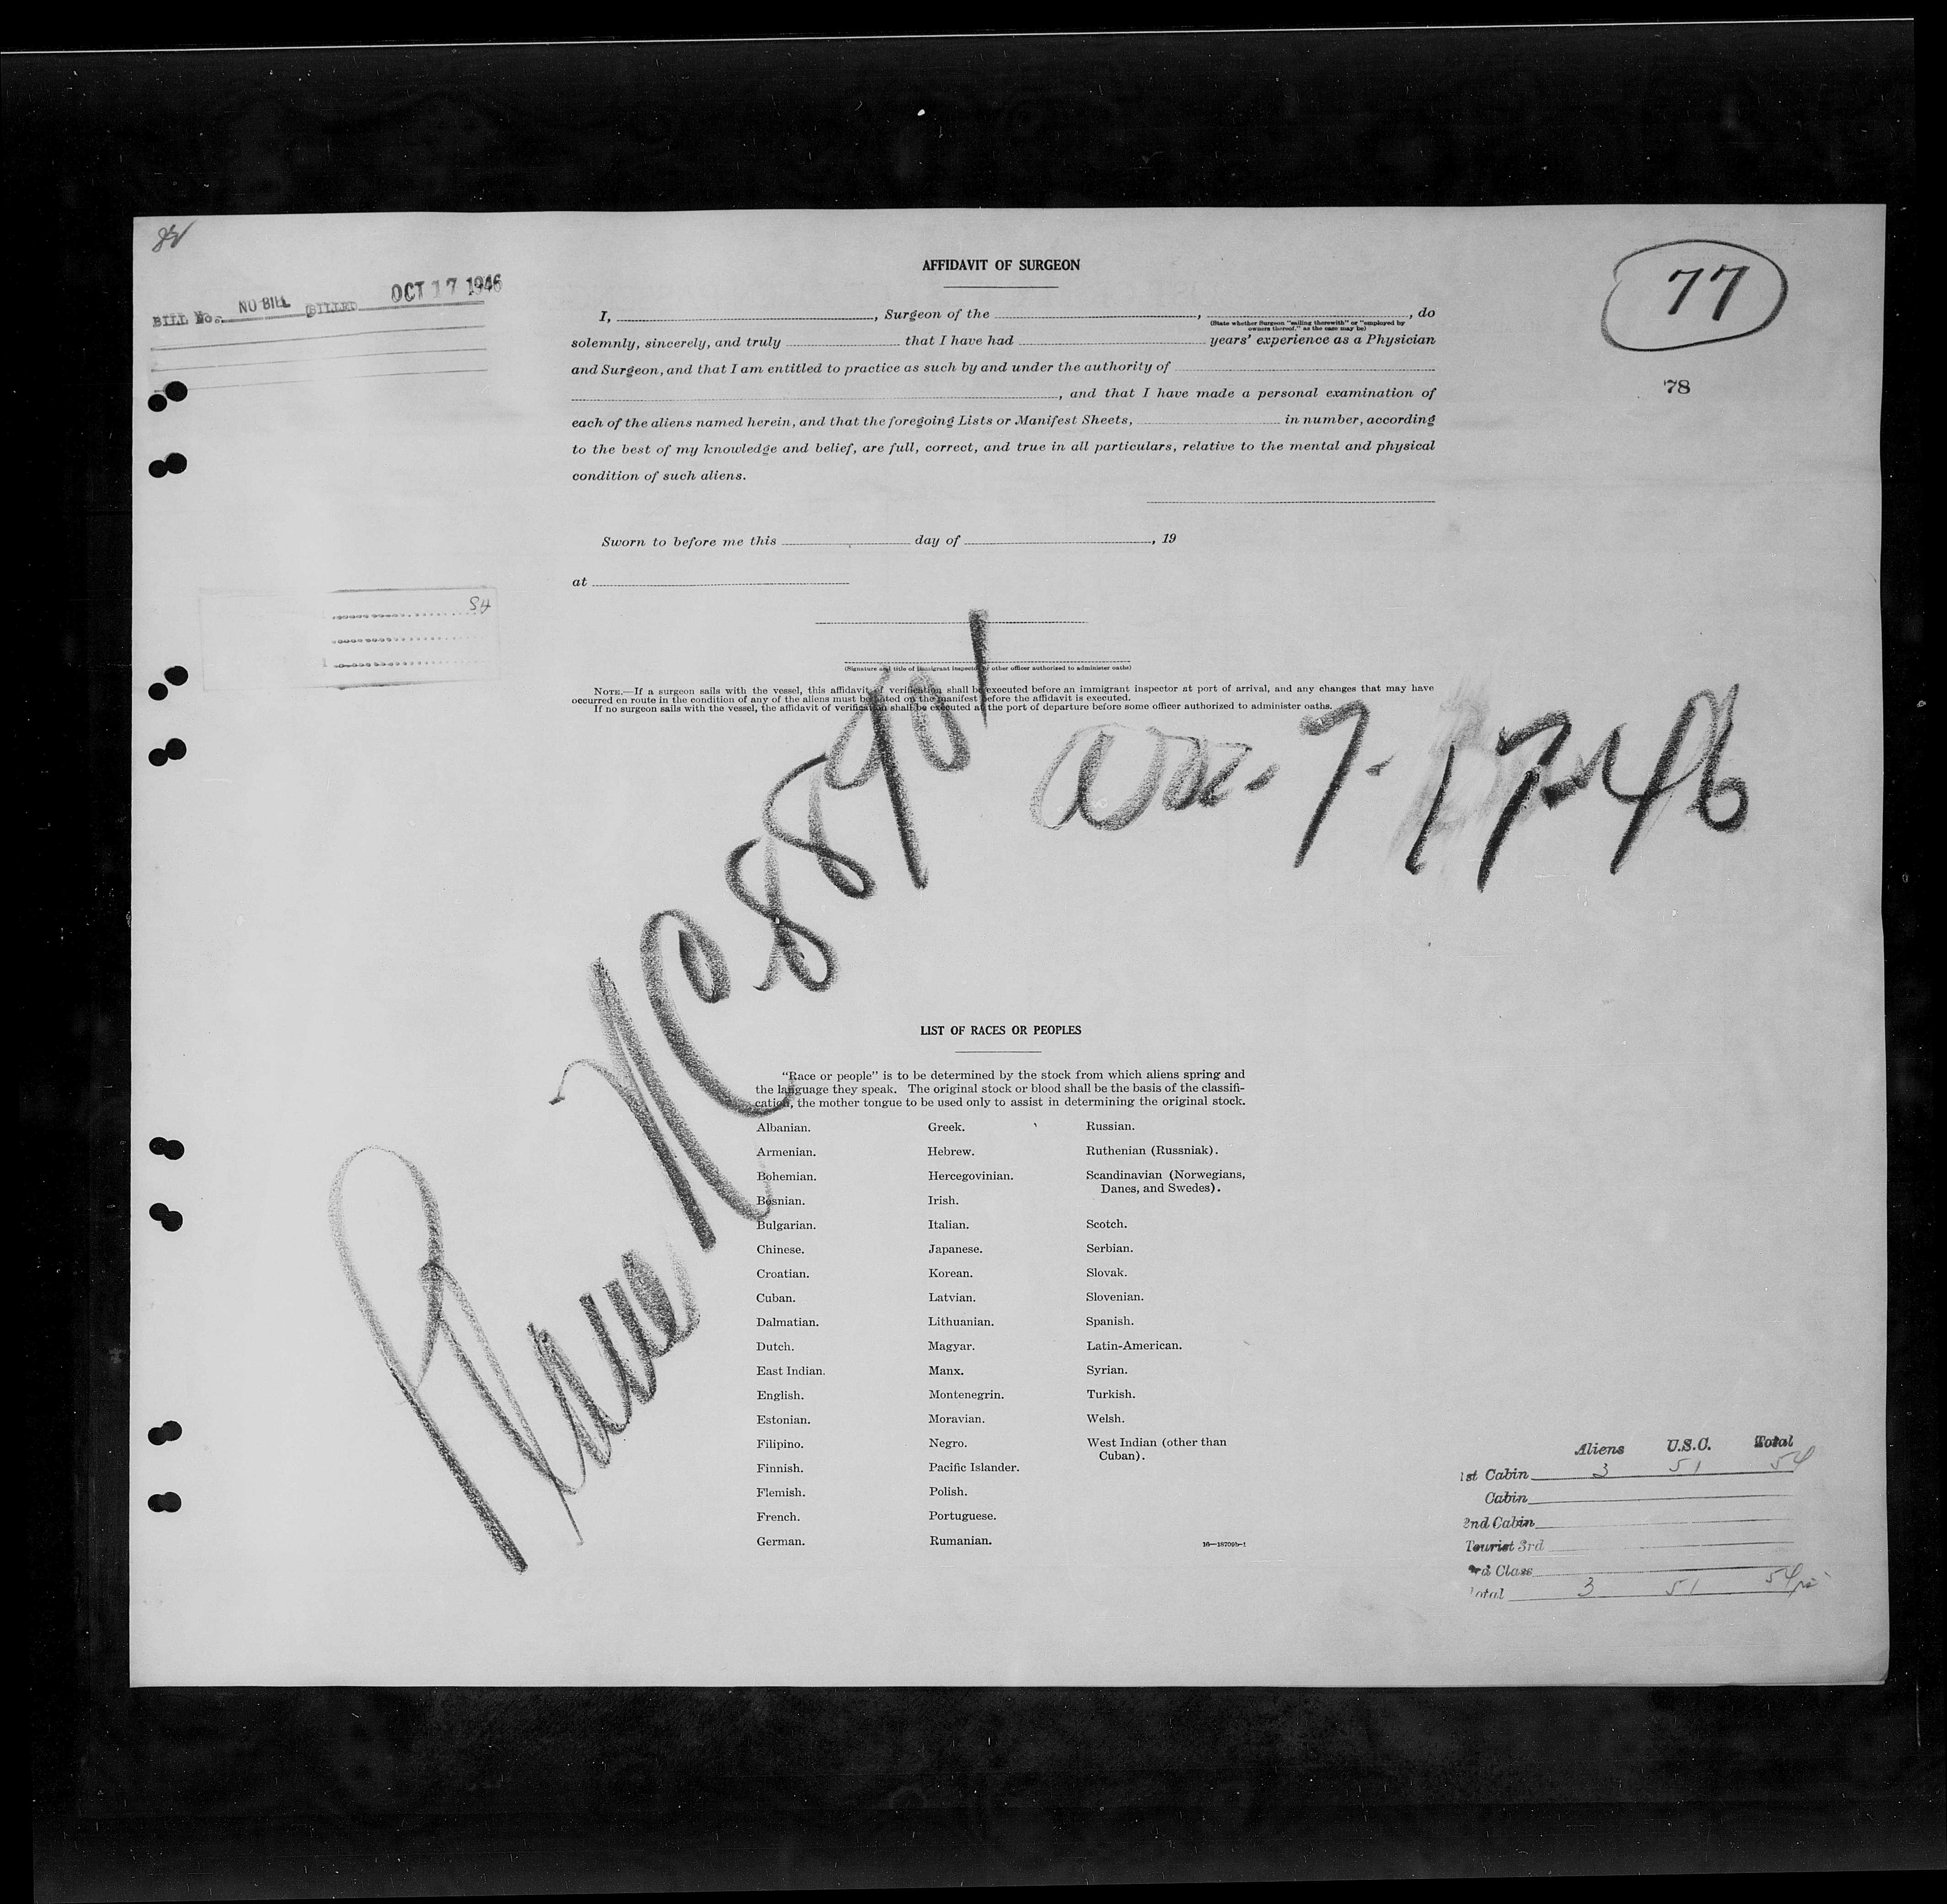 BILL No. NO BILL BILLED OCT 17 1946
77
78
AFFIDAVIT OF SURGEON
I, , Surgeon of the , , do
(State whether Surgeon "sailing therewith" or "employed by
owners thereof," as the case may be)
solemnly, sincerely, and truly that I have had years' experience as a Physician
and Surgeon, and that I am entitled to practice as such by and under the authority of
, and that I have made a personal examination of
each of the aliens named herein, and that the foregoing Lists or Manifest Sheets, in number, according
to the best of my knowledge and belief, are full, correct, and true in all particulars, relative to the mental and physical
condition of such aliens.
Sworn to before me this day of , 19
at
(Signature and title of immigrant inspector or other officer authorized to administer oaths)
NOTE.—If a surgeon sails with the vessel, this affidavit of verification shall be executed before an immigrant inspector at port of arrival, and any changes that may have
occurred en route in the condition of any of the aliens must be noted on the manifest before the affidavit is executed.
If no surgeon sails with the vessel, the affidavit of verification shall be executed at the port of departure before some officer authorized to administer oaths.
Plane NC 88901
arr. 7-17-46
LIST OF RACES OR PEOPLES
"Race or people" is to be determined by the stock from which aliens spring and
the language they speak. The original stock or blood shall be the basis of the classifi-
cation, the mother tongue to be used only to assist in determining the original stock.
Albanian.
Armenian.
Bohemian.
Bosnian.
Bulgarian.
Chinese.
Croatian.
Cuban.
Dalmatian.
Dutch.
East Indian.
English.
Estonian.
Filipino.
Finnish.
Flemish.
French.
German.
Greek.
Hebrew.
Hercegovinian.
Irish.
Italian.
Japanese.
Korean.
Latvian.
Lithuanian.
Magyar.
Manx.
Montenegrin.
Moravian.
Negro.
Pacific Islander.
Polish.
Portuguese.
Rumanian.
Russian.
Ruthenian (Russniak).
Scandinavian (Norwegians,
Danes, and Swedes).
Scotch.
Serbian.
Slovak.
Slovenian.
Spanish.
Latin-American.
Syrian.
Turkish.
Welsh.
West Indian (other than
Cuban).
Aliens U.S.C. Total
1st Cabin 3 51 54
Cabin
2nd Cabin
Tourist 3rd
rd Class
Total 3 51 54